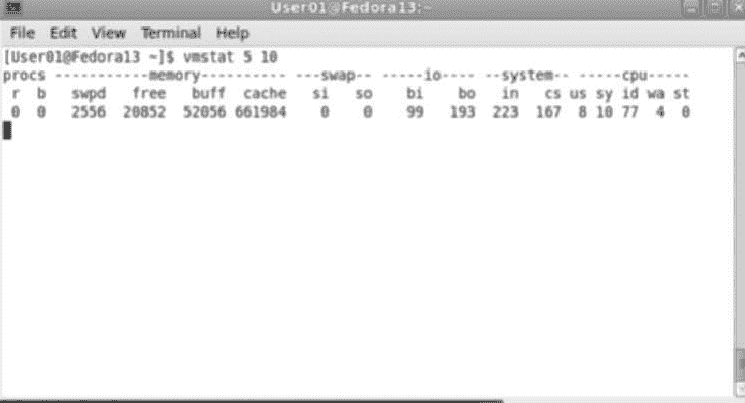 User01@Fedora13:~
File Edit View Terminal Help
[User01@Fedora13 ~]$ vmstat 5 10
procs -----------memory---------- ---swap-- -----io---- --system-- -----cpu-----
r b swpd free buff cache si so bi bo in cs us sy id wa st
0 0 2556 20852 52056 661984 0 0 99 193 223 167 8 10 77 4 0